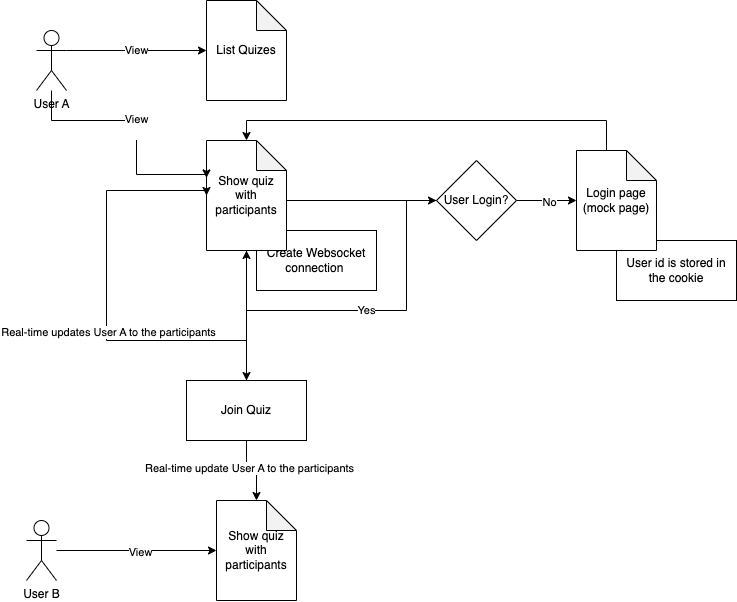 View
List Quizes
User A
View
Show quiz
with
participants
User Login?
No
Login page
(mock page)
Create Websocket
connection
User id is stored in
the cookie
Yes
Real-time updates User A to the participants
Join Quiz
Real-time update User A to the participants
Show quiz
with
participants
View
User B